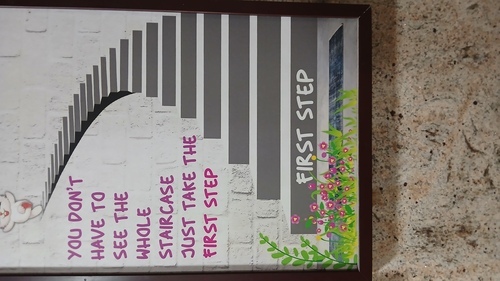 YOU DON'T
HAVE TO
SEE THE
WHOLE
STAIRCASE
JUST TAKE THE
FIRST STEP
FIRST STEP